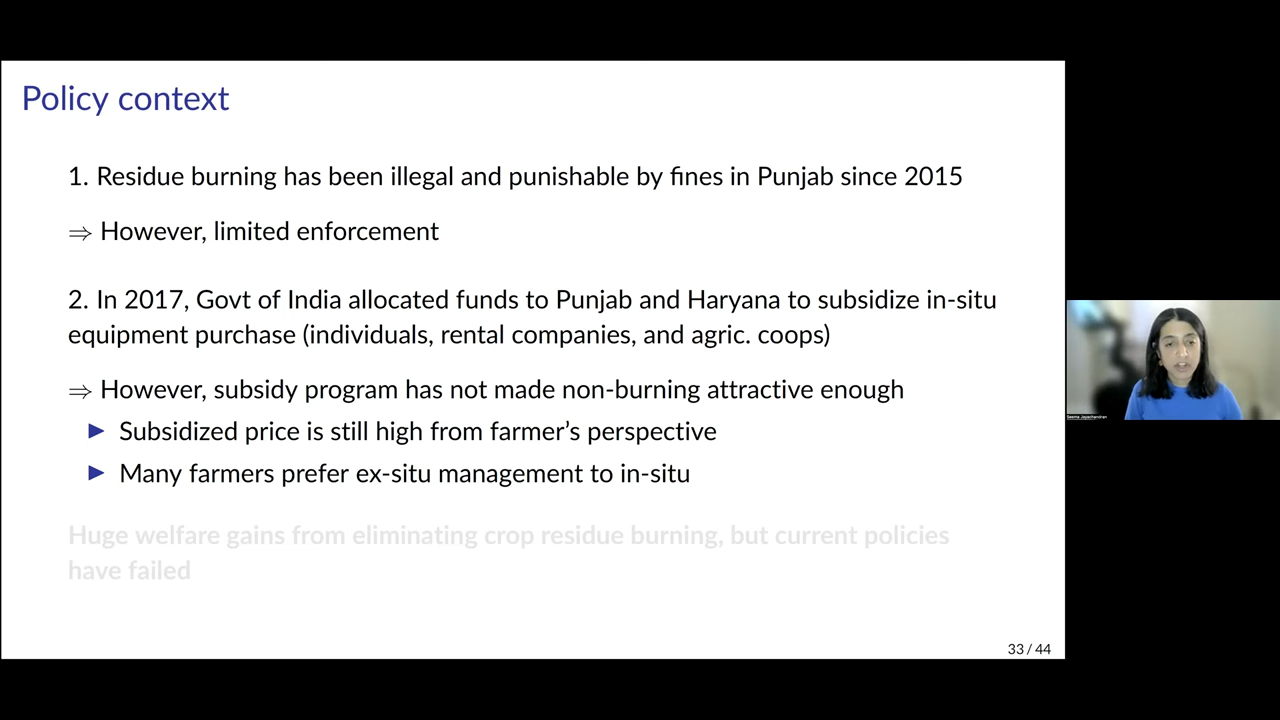 Policy context
1. Residue burning has been illegal and punishable by fines in Punjab since 2015
⇒ However, limited enforcement
2. In 2017, Govt of India allocated funds to Punjab and Haryana to subsidize in-situ
equipment purchase (individuals, rental companies, and agric. coops)
⇒ However, subsidy program has not made non-burning attractive enough
▶ Subsidized price is still high from farmer's perspective
▶ Many farmers prefer ex-situ management to in-situ
Huge welfare gains from eliminating crop residue burning, but current policies
have failed
33 / 44
Seema Jayachandran